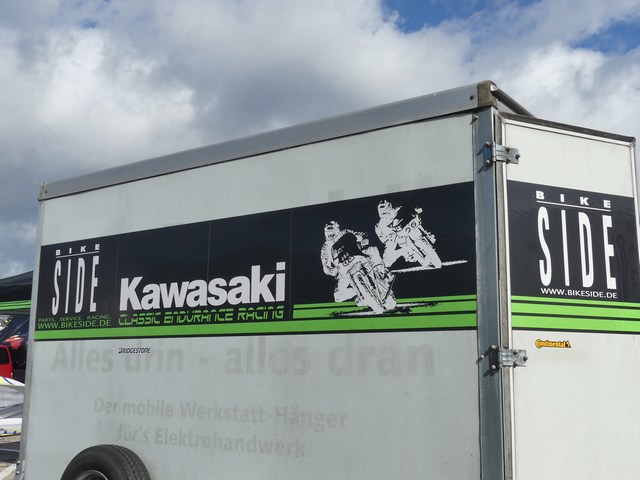 BIKE
SIDE
PARTS. SERVICE. RACING.
WWW.BIKESIDE.DE
Kawasaki
CLASSIC ENDURANCE RACING
BRIDGESTONE
Alles drin - alles dran
Der mobile Werkstatt-Hänger
für's Elektrohandwerk
BIKE
SIDE
WWW.BIKESIDE.DE
Continental